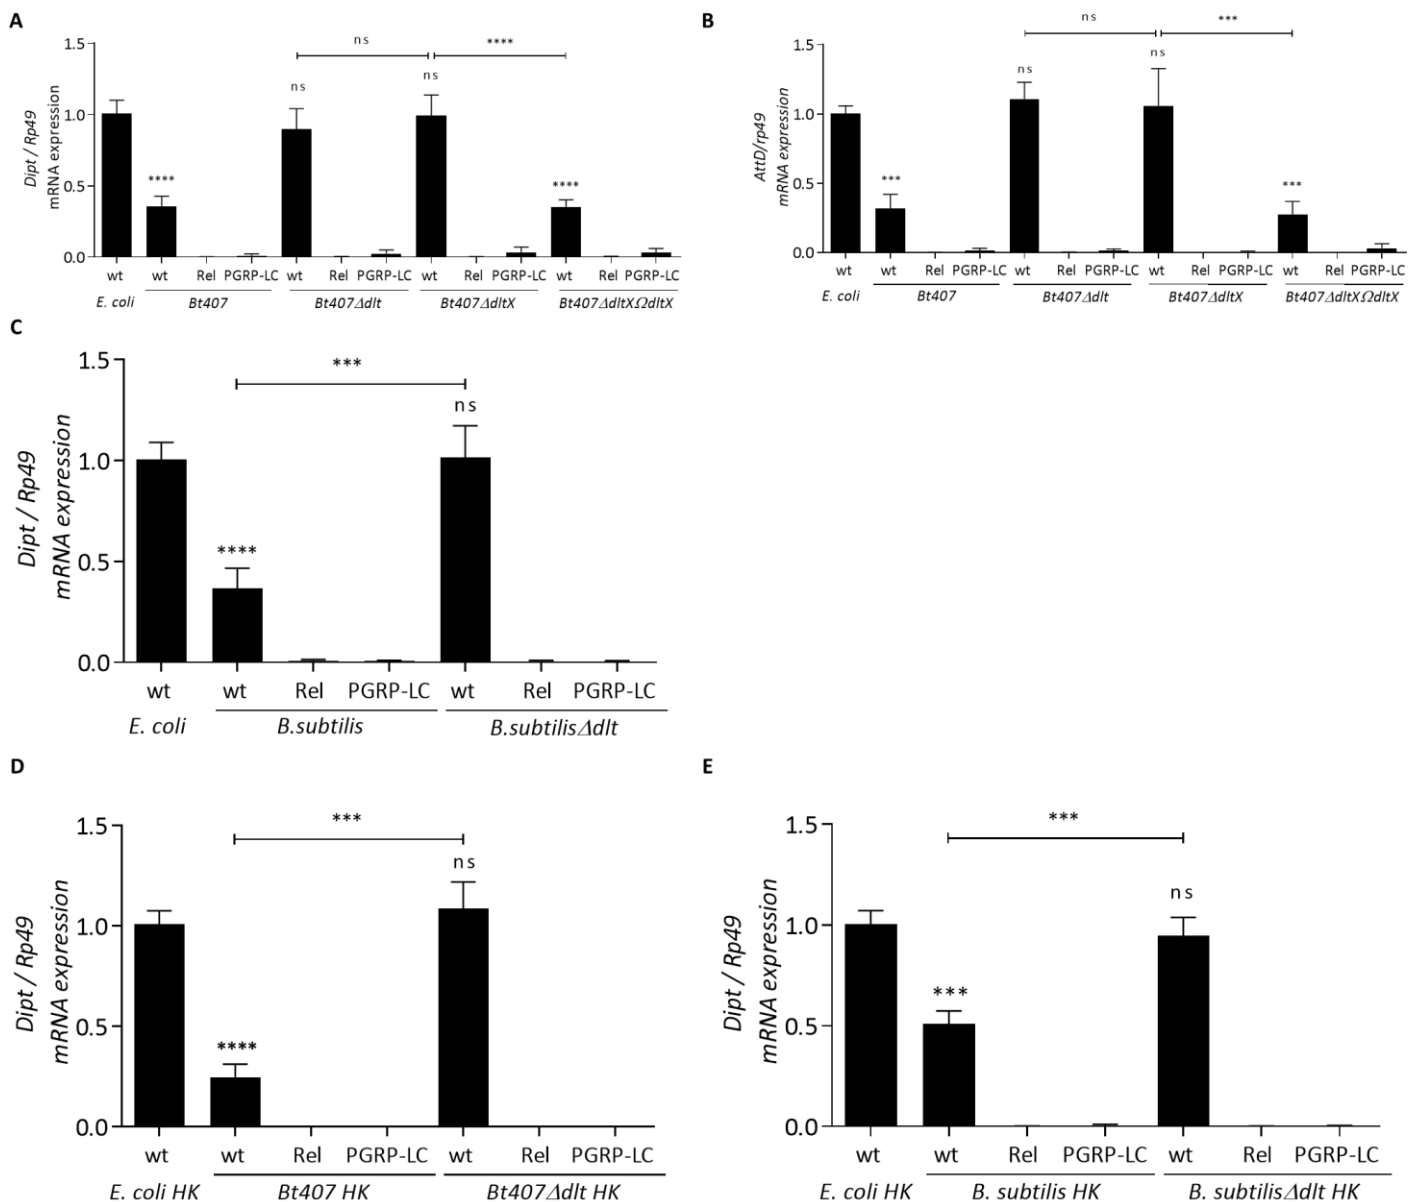 A
Dipt / Rp49
mRNA expression
1.5
1.0
0.5
0.0
ns
****
****
ns
ns
****
wt wt Rel PGRP-LC wt Rel PGRP-LC wt Rel PGRP-LC wt Rel PGRP-LC
E. coli Bt407 Bt407Δdlt Bt407ΔdltX Bt407ΔdltXΩdltX
B
AttD/rp49
mRNA expression
1.5
1.0
0.5
0.0
ns
***
***
ns
ns
***
wt wt Rel PGRP-LC wt Rel PGRP-LC wt Rel PGRP-LC wt Rel PGRP-LC
E. coli Bt407 Bt407Δdlt Bt407ΔdltX Bt407ΔdltXΩdltX
C
Dipt / Rp49
mRNA expression
1.5
1.0
0.5
0.0
***
****
ns
wt wt Rel PGRP-LC wt Rel PGRP-LC
E. coli B.subtilis B.subtilisΔdlt
D
Dipt / Rp49
mRNA expression
1.5
1.0
0.5
0.0
***
****
ns
wt wt Rel PGRP-LC wt Rel PGRP-LC
E. coli HK Bt407 HK Bt407Δdlt HK
E
Dipt / Rp49
mRNA expression
1.5
1.0
0.5
0.0
***
***
ns
wt wt Rel PGRP-LC wt Rel PGRP-LC
E. coli HK B. subtilis HK B. subtilisΔdlt HK